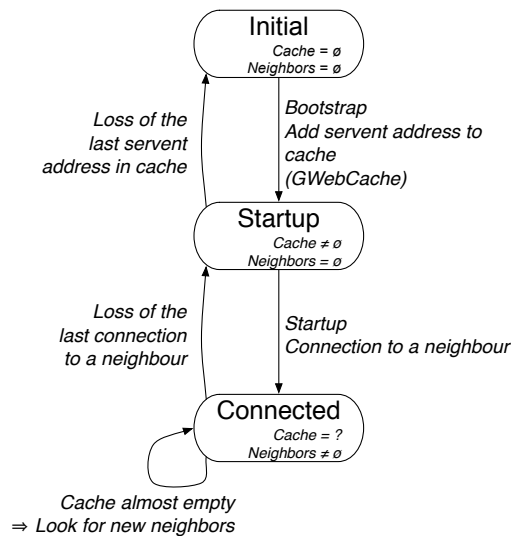 Initial
Cache = ø
Neighbors = ø
Loss of the
last servent
address in cache
Bootstrap
Add servent address to
cache
(GWebCache)
Startup
Cache ≠ ø
Neighbors = ø
Loss of the
last connection
to a neighbour
Startup
Connection to a neighbour
Connected
Cache = ?
Neighbors ≠ ø
Cache almost empty
⇒ Look for new neighbors